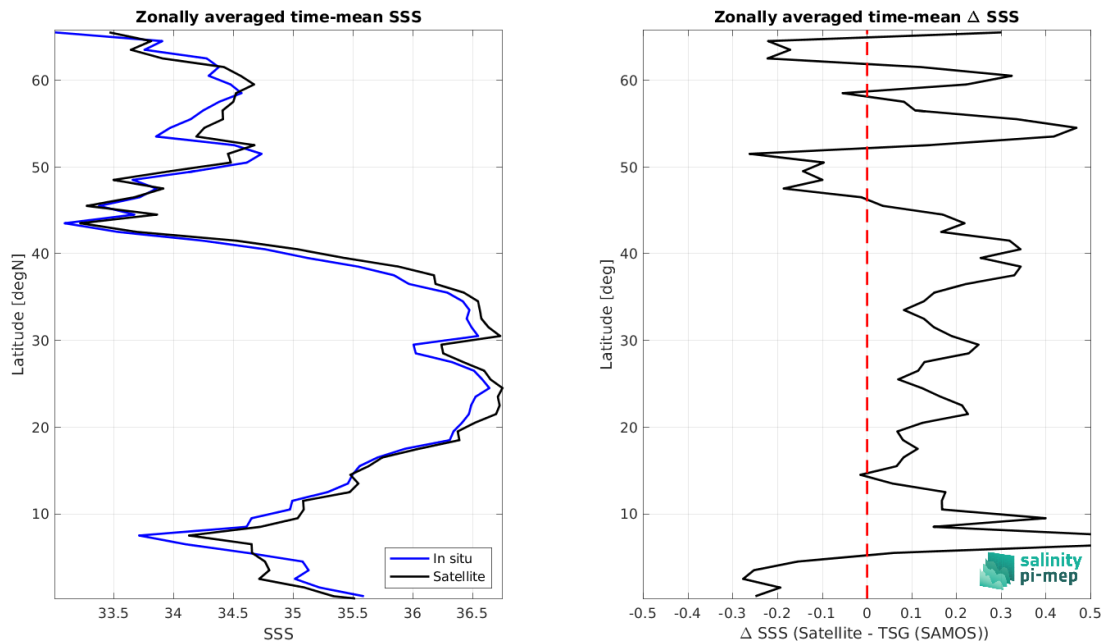 Zonally averaged time-mean SSS
Latitude [degN]
60
50
40
30
20
10
33.5 34 34.5 35 35.5 36 36.5
SSS
In situ
Satellite
Zonally averaged time-mean Δ SSS
Latitude [deg]
60
50
40
30
20
10
-0.5 -0.4 -0.3 -0.2 -0.1 0 0.1 0.2 0.3 0.4 0.5
Δ SSS (Satellite - TSG (SAMOS))
salinity
pi-mep